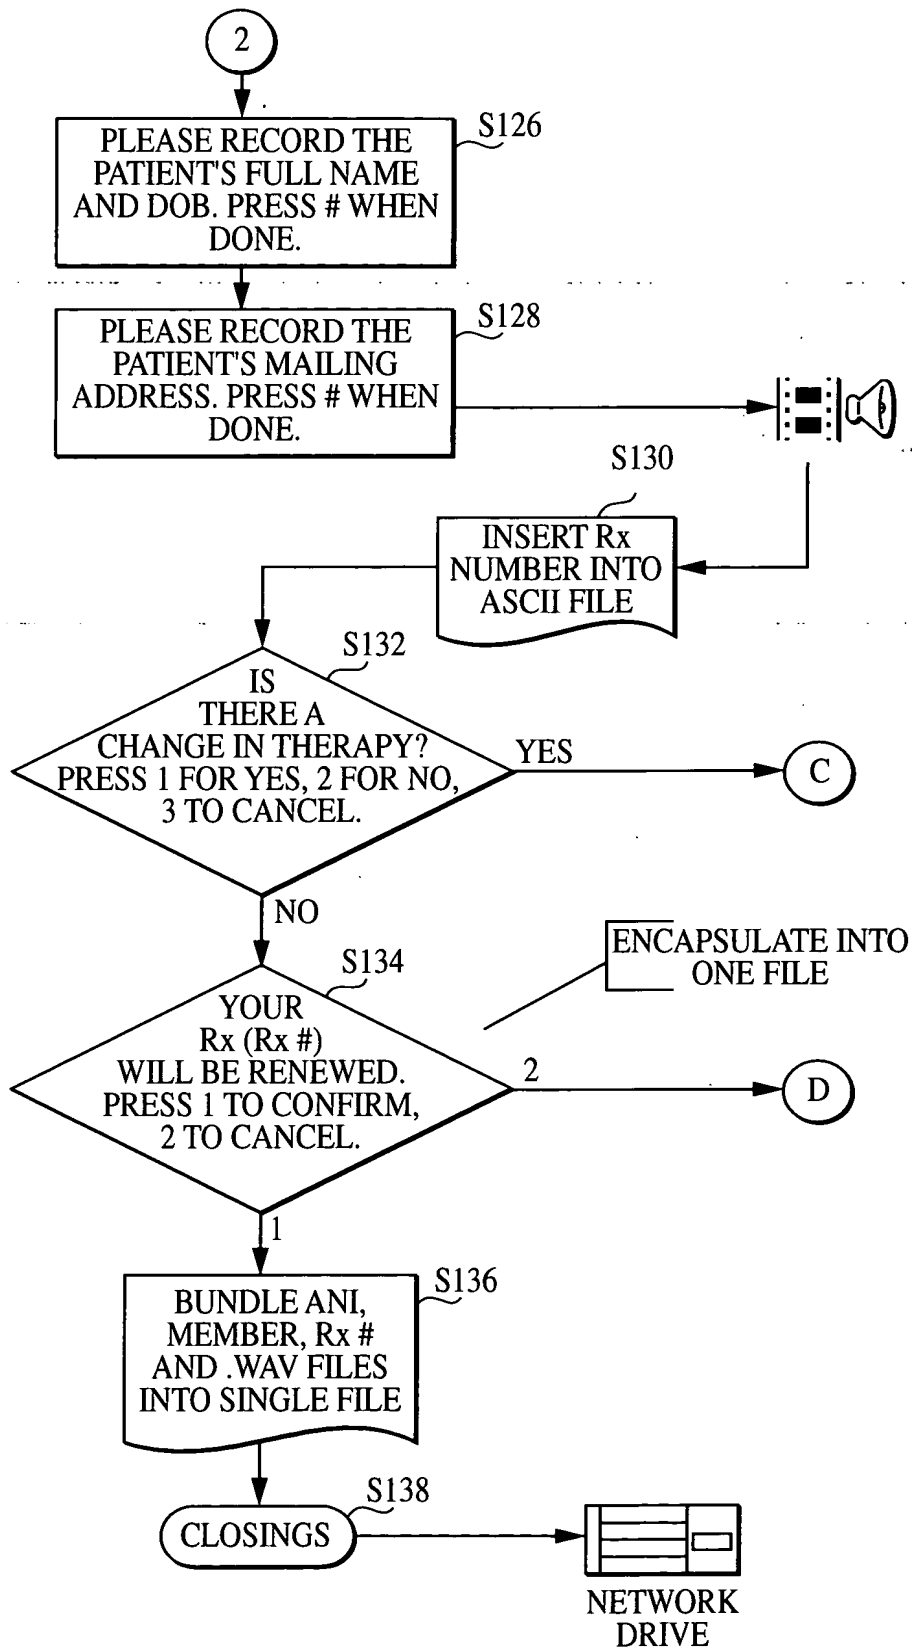 2
S126
PLEASE RECORD THE
PATIENT'S FULL NAME
AND DOB. PRESS # WHEN
DONE.
S128
PLEASE RECORD THE
PATIENT'S MAILING
ADDRESS. PRESS # WHEN
DONE.
S130
INSERT Rx
NUMBER INTO
ASCII FILE
S132
IS
THERE A
CHANGE IN THERAPY?
PRESS 1 FOR YES, 2 FOR NO,
3 TO CANCEL.
YES
C
NO
ENCAPSULATE INTO
ONE FILE
S134
YOUR
Rx (Rx #)
WILL BE RENEWED.
PRESS 1 TO CONFIRM,
2 TO CANCEL.
2
D
1
S136
BUNDLE ANI,
MEMBER, Rx #
AND .WAV FILES
INTO SINGLE FILE
S138
CLOSINGS
NETWORK
DRIVE